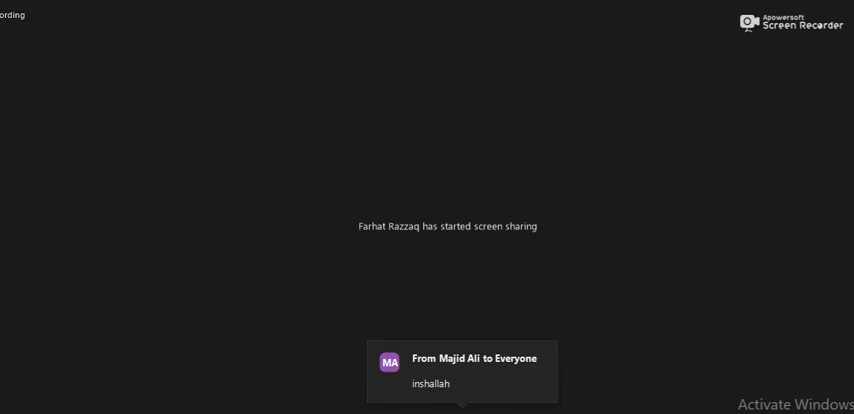 ording
Apowersoft
Screen Recorder
Farhat Razzaq has started screen sharing
MA
From Majid Ali to Everyone
inshallah
Activate Windows